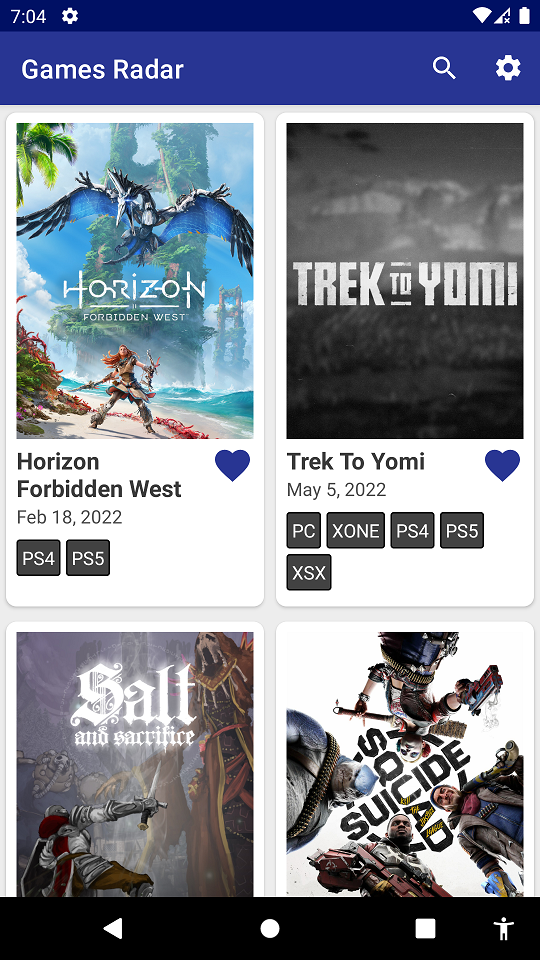 7:04
Games Radar
HORIZON
FORBIDDEN WEST
TREK TO YOMI
Horizon
Forbidden West
Feb 18, 2022
PS4 PS5
Trek To Yomi
May 5, 2022
PC XONE PS4 PS5
XSX
Salt
and sacrifice
SUICIDE